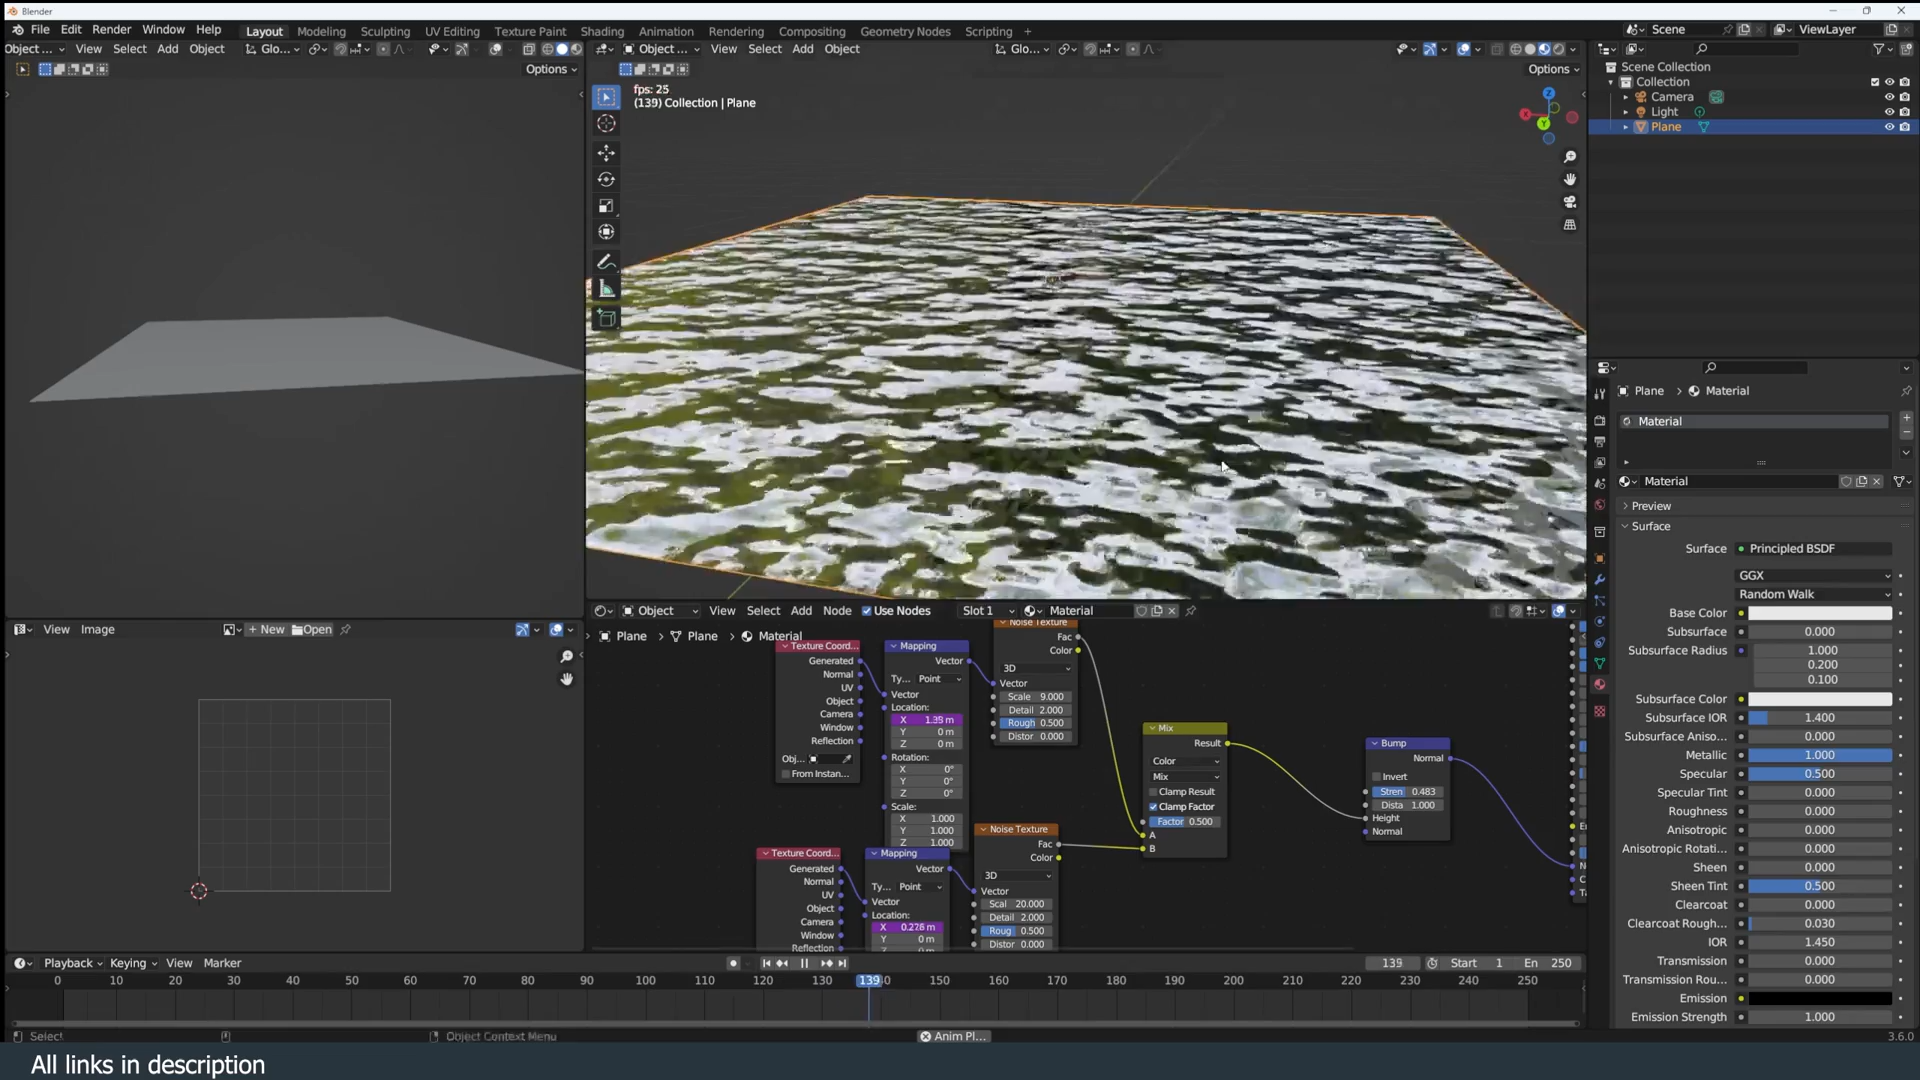 Blender
File Edit Render Window Help
Layout Modeling Sculpting UV Editing Texture Paint Shading Animation Rendering Compositing Geometry Nodes Scripting +
Scene
ViewLayer
Object ... View Select Add Object Glo...
Options
Object ... View Select Add Object Glo...
Options
fps: 25
(139) Collection | Plane
Scene Collection
Collection
Camera
Light
Plane
Plane > Material
Material
Material
Preview
Surface
Surface Principled BSDF
GGX
Random Walk
Base Color
Subsurface 0.000
Subsurface Radius 1.000
0.200
0.100
Subsurface Color
Subsurface IOR 1.400
Subsurface Aniso... 0.000
Metallic 1.000
Specular 0.500
Specular Tint 0.000
Roughness 0.000
Anisotropic 0.000
Anisotropic Rotati... 0.000
Sheen 0.000
Sheen Tint 0.500
Clearcoat 0.000
Clearcoat Rough... 0.030
IOR 1.450
Transmission 0.000
Transmission Rou... 0.000
Emission
Emission Strength 1.000
View Image + New Open
Object View Select Add Node Use Nodes Slot 1 Material
Plane > Plane > Material
Texture Coord...
Generated
Normal
UV
Object
Camera
Window
Reflection
Obj...
From Instan...
Mapping
Vector
Ty... Point
Vector
Location:
X 1.39 m
Y 0 m
Z 0 m
Rotation:
X 0°
Y 0°
Z 0°
Scale:
X 1.000
Y 1.000
Z 1.000
Noise Texture
Fac
Color
3D
Vector
Scale 9.000
Detail 2.000
Rough 0.500
Distor 0.000
Mix
Result
Color
Mix
Clamp Result
Clamp Factor
Factor 0.500
A
B
Bump
Normal
Invert
Stren 0.483
Dista 1.000
Height
Normal
Texture Coord...
Generated
Normal
UV
Object
Camera
Window
Reflection
Mapping
Vector
Ty... Point
Vector
Location:
X 0.278 m
Y 0 m
Noise Texture
Fac
Color
3D
Vector
Scal 20.000
Detail 2.000
Roug 0.500
Distor 0.000
Playback Keying View Marker
139 Start 1 En 250
0 10 20 30 40 50 60 70 80 90 100 110 120 130 139 150 160 170 180 190 200 210 220 230 240 250
Select Object Context Menu Anim Pl... 3.6.0
All links in description